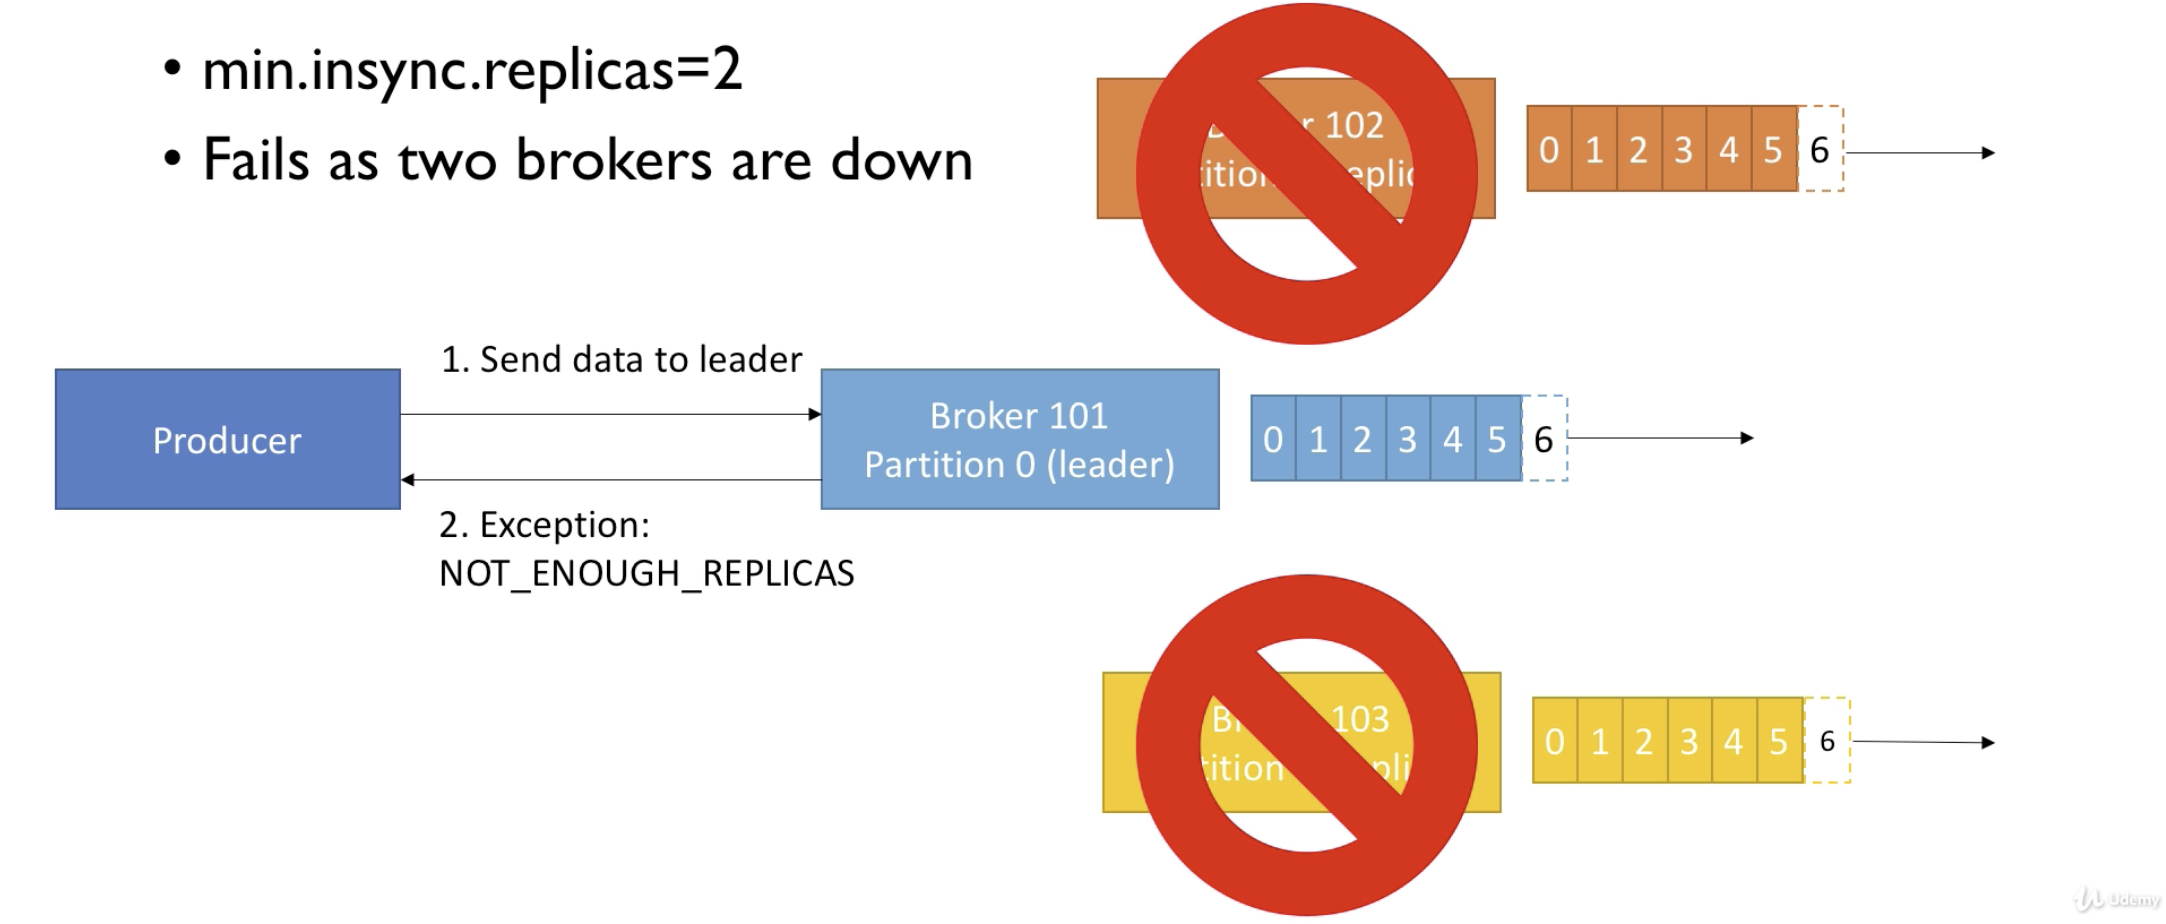 • min.insync.replicas=2
• Fails as two brokers are down
102
0 1 2 3 4 5 6
1. Send data to leader
Producer
Broker 101
Partition 0 (leader)
0 1 2 3 4 5 6
2. Exception:
NOT_ENOUGH_REPLICAS
103
0 1 2 3 4 5 6
Udemy